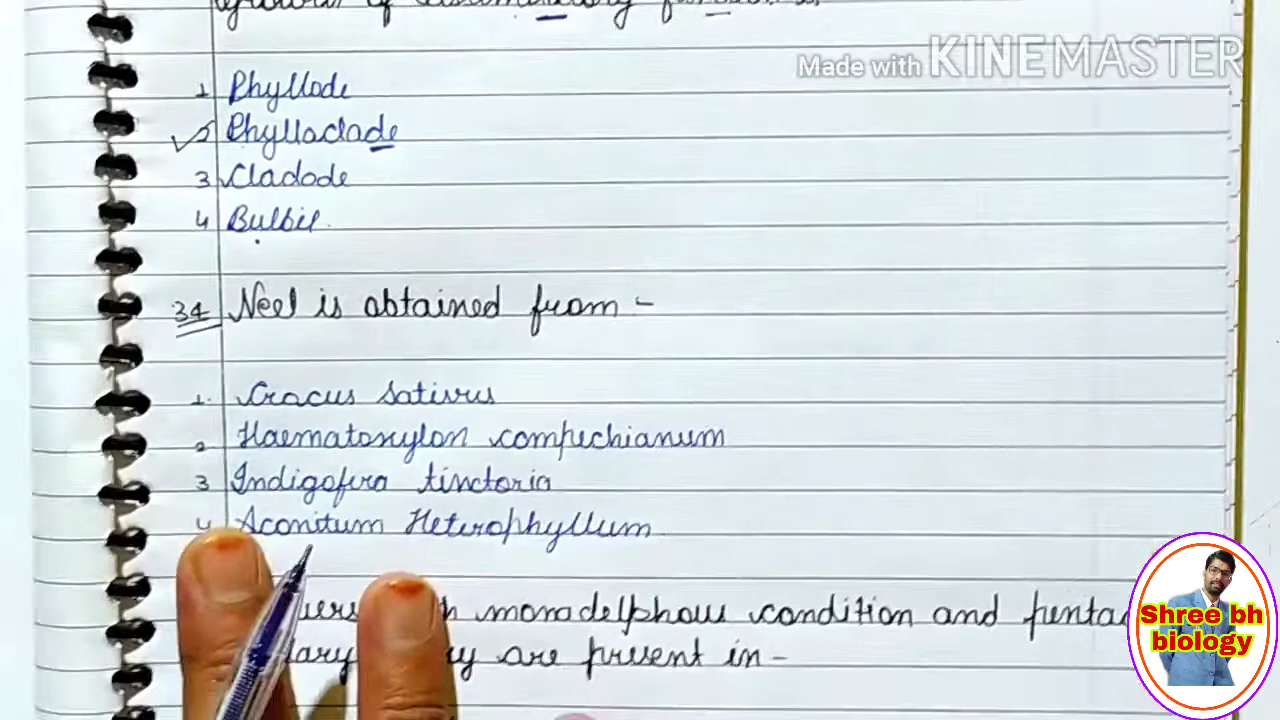 Made with KINEMASTER
1 Phyllode
2 Phylloclade
3 Cladode
4 Bulbil.
34 Neel is obtained from -
1. Crocus Sativus
2 Haematoxylon compechianum
3 Indigofera tinctoria
4 Aconitum Heterophyllum
monadelphous condition and
are present in -
Shree bh
biology